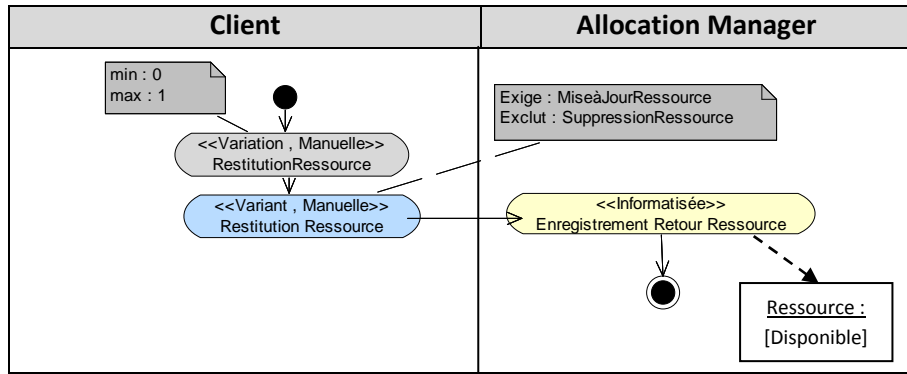 Client
Allocation Manager
min : 0
max : 1
Exige : MiseàJourRessource
Exclut : SuppressionRessource
<<Variation , Manuelle>>
RestitutionRessource
<<Variant , Manuelle>>
Restitution Ressource
<<Informatisée>>
Enregistrement Retour Ressource
Ressource :
[Disponible]